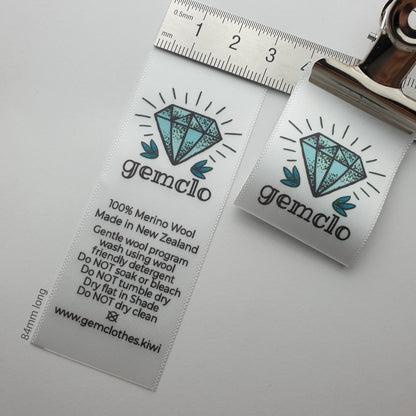 0.5mm
mm
1 2 3 4
gemclo
100% Merino Wool
Made in New Zealand
Gentle wool program
wash using wool
friendly detergent
Do NOT soak or bleach
Do NOT tumble dry
Dry flat in Shade
Do NOT dry clean
www.gemclothes.kiwi
84mm long
gemclo